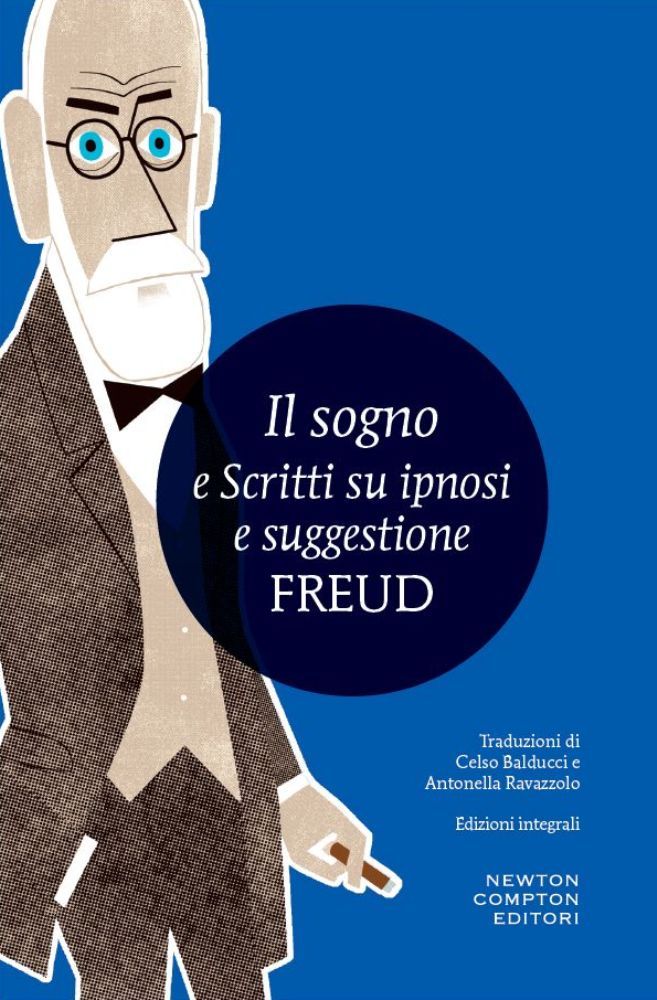 Il sogno
e Scritti su ipnosi
e suggestione
FREUD
Traduzioni di
Celso Balducci e
Antonella Ravazzolo
Edizioni integrali
NEWTON
COMPTON
EDITORI